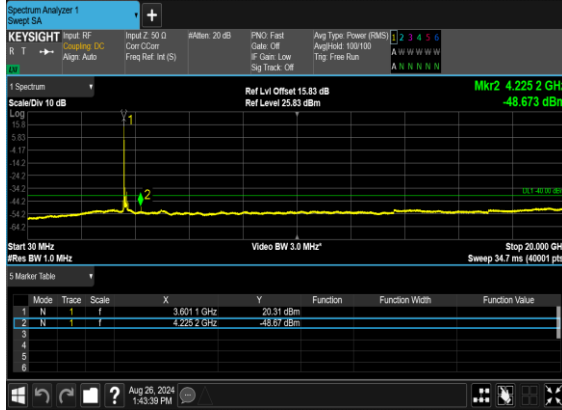 Spectrum Analyzer 1
Swept SA
+
KEYSIGHT
R T
Input: RF
Coupling: DC
Align: Auto
Input Z: 50 Ω
Corr CCorr
Freq Ref: Int (S)
#Atten: 20 dB
PNO: Fast
Gate: Off
IF Gain: Low
Sig Track: Off
Avg Type: Power (RMS)
Avg|Hold: 100/100
Trig: Free Run
1 2 3 4 5 6
A W W W W W
A N N N N N
1 Spectrum
Scale/Div 10 dB
Ref Lvl Offset 15.83 dB
Ref Level 25.83 dBm
Mkr2 4.225 2 GHz
-48.673 dBm
Log
15.8
5.83
-4.17
-14.2
-24.2
-34.2
-44.2
-54.2
-64.2
1
2
DL1 -40.00 dBm
Start 30 MHz
#Res BW 1.0 MHz
Video BW 3.0 MHz*
Stop 20.000 GHz
Sweep 34.7 ms (40001 pts)
5 Marker Table
Mode Trace Scale X Y Function Function Width Function Value
1 N 1 f 3.601 1 GHz 20.31 dBm
2 N 1 f 4.225 2 GHz -48.67 dBm
3
4
5
6
?
Aug 26, 2024
1:43:39 PM